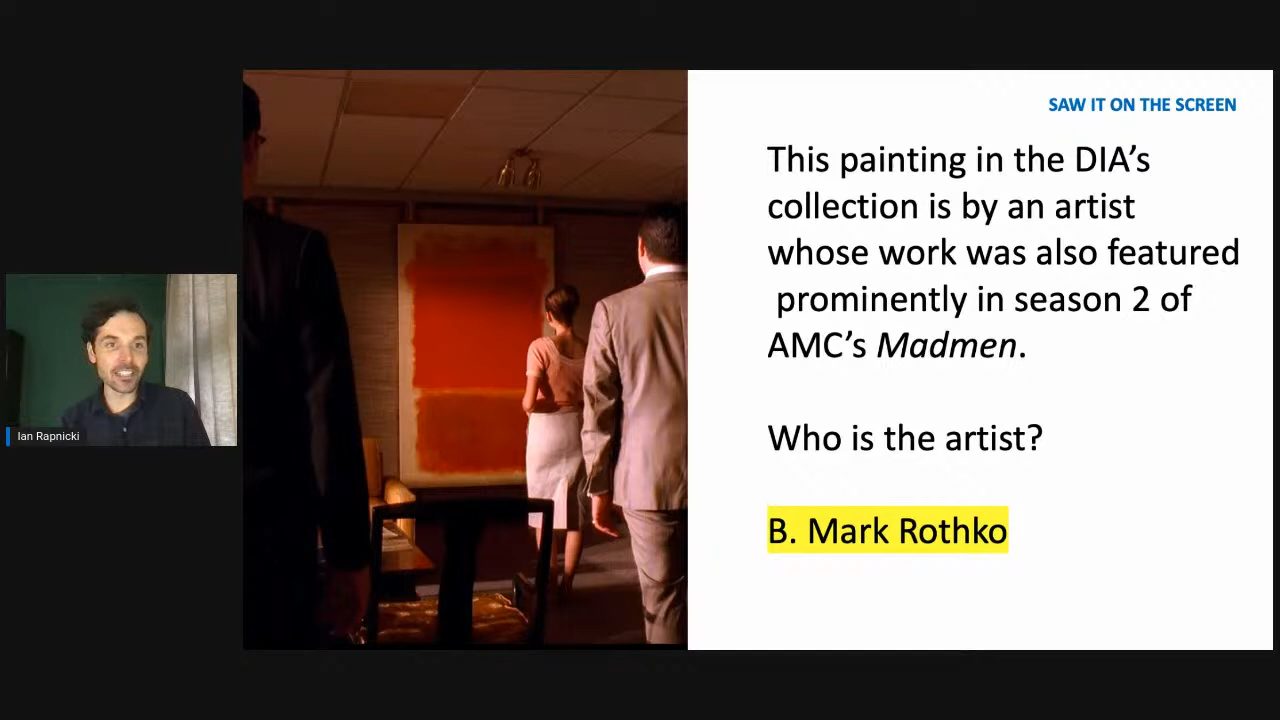 SAW IT ON THE SCREEN
This painting in the DIA’s
collection is by an artist
whose work was also featured
prominently in season 2 of
AMC’s Madmen.
Who is the artist?
B. Mark Rothko
Ian Rapnicki